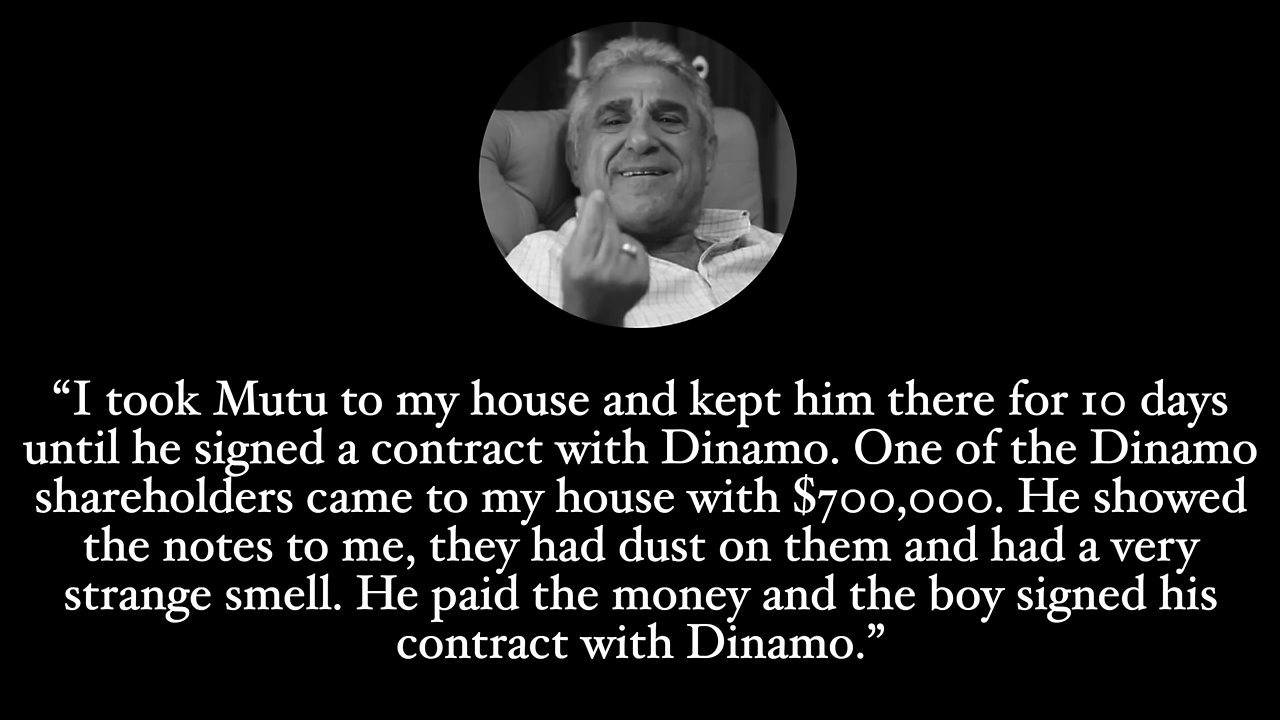 “I took Mutu to my house and kept him there for 10 days
until he signed a contract with Dinamo. One of the Dinamo
shareholders came to my house with $700,000. He showed
the notes to me, they had dust on them and had a very
strange smell. He paid the money and the boy signed his
contract with Dinamo.”